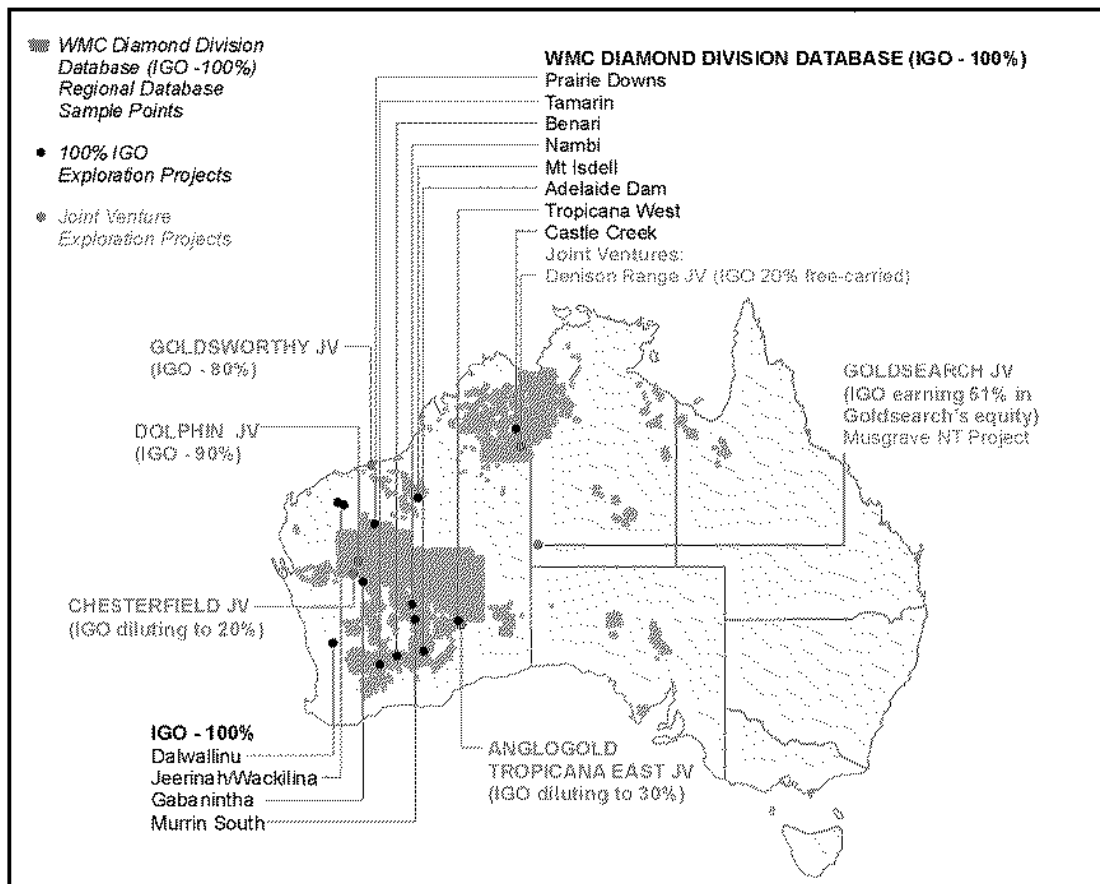 WMC Diamond Division
Database (IGO -100%)
Regional Database
Sample Points
100% IGO
Exploration Projects
Joint Venture
Exploration Projects
WMC DIAMOND DIVISION DATABASE (IGO - 100%)
Prairie Downs
Tamarin
Benari
Nambi
Mt Isdell
Adelaide Dam
Tropicana West
Castle Creek
Joint Ventures:
Denison Range JV (IGO 20% free-carried)
GOLDSWORTHY JV
(IGO - 80%)
DOLPHIN JV
(IGO - 90%)
GOLDSEARCH JV
(IGO earning 51% in
Goldsearch's equity)
Musgrave NT Project
CHESTERFIELD JV
(IGO diluting to 20%)
IGO - 100%
Dalwallinu
Jeerinah/Wackilina
Gabanintha
Murrin South
ANGLOGOLD
TROPICANA EAST JV
(IGO diluting to 30%)